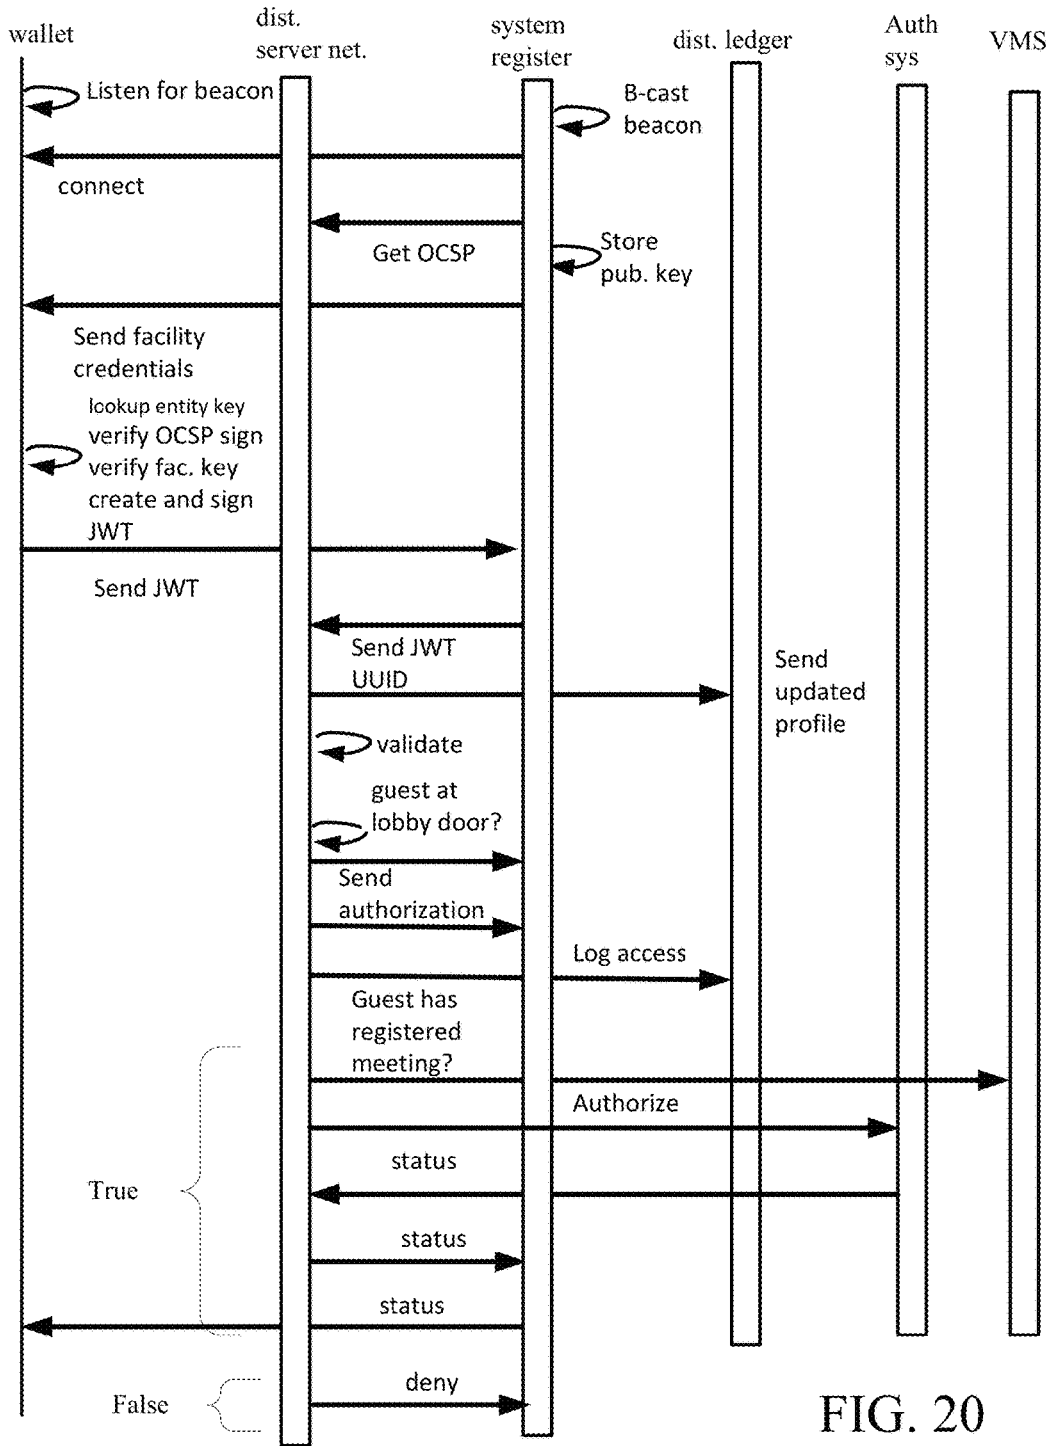 wallet
dist.
server net.
system
register
dist. ledger
Auth
sys
VMS
Listen for beacon
B-cast
beacon
connect
Get OCSP
Store
pub. key
Send facility
credentials
lookup entity key
verify OCSP sign
verify fac. key
create and sign
JWT
Send JWT
Send JWT
UUID
Send
updated
profile
validate
guest at
lobby door?
Send
authorization
Log access
Guest has
registered
meeting?
Authorize
status
True
status
status
deny
False
FIG. 20